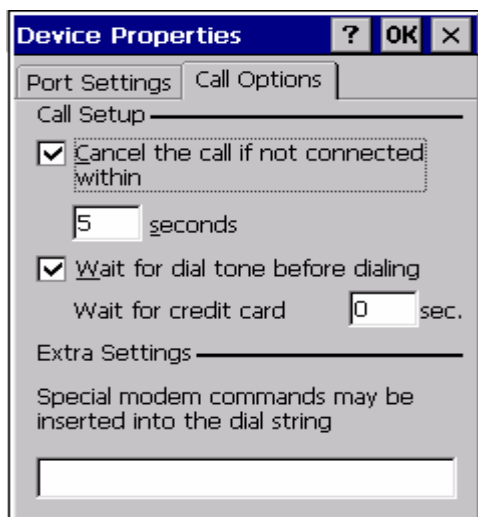 Device Properties ? OK ×
Port Settings Call Options
Call Setup
Cancel the call if not connected
within
5 seconds
Wait for dial tone before dialing
Wait for credit card 0 sec.
Extra Settings
Special modem commands may be
inserted into the dial string